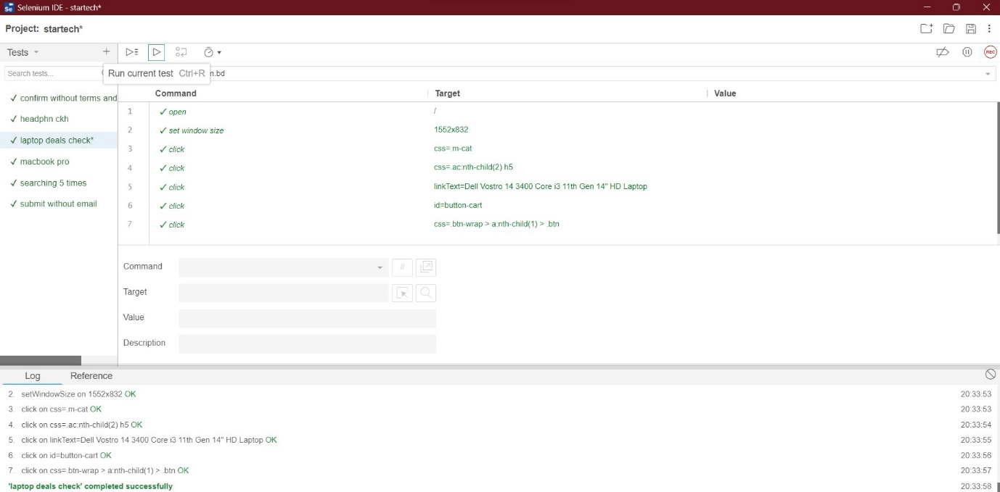 Selenium IDE - startech*
Project: startech*
Tests
Search tests...
Run current test Ctrl+R
m.bd
Command Target Value
confirm without terms and
headphn ckh
laptop deals check*
macbook pro
searching 5 times
submit without email
1 ✓ open /
2 ✓ set window size 1552x832
3 ✓ click css=.m-cat
4 ✓ click css=.ac:nth-child(2) h5
5 ✓ click linkText=Dell Vostro 14 3400 Core i3 11th Gen 14" HD Laptop
6 ✓ click id=button-cart
7 ✓ click css=.btn-wrap > a:nth-child(1) > .btn
Command //
Target
Value
Description
REC
Log Reference
2. setWindowSize on 1552x832 OK 20:33:53
3. click on css=.m-cat OK 20:33:53
4. click on css=.ac:nth-child(2) h5 OK 20:33:54
5. click on linkText=Dell Vostro 14 3400 Core i3 11th Gen 14" HD Laptop OK 20:33:55
6. click on id=button-cart OK 20:33:56
7. click on css=.btn-wrap > a:nth-child(1) > .btn OK 20:33:57
'laptop deals check' completed successfully 20:33:58